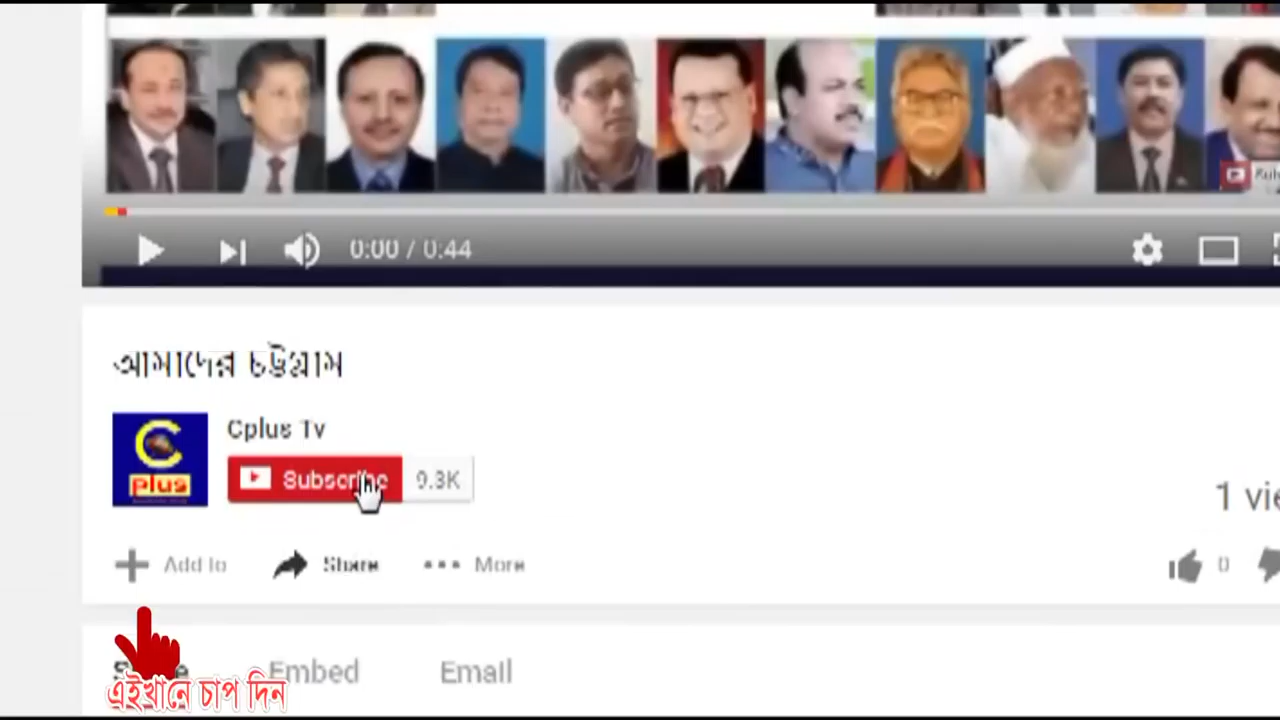 0:00 / 0:44
আমাদের চট্টগ্রাম
C
plus
Cplus Tv
Subscribe 9.3K
1
Add to Share More
0
Embed Email
এইখানে চাপ দিন